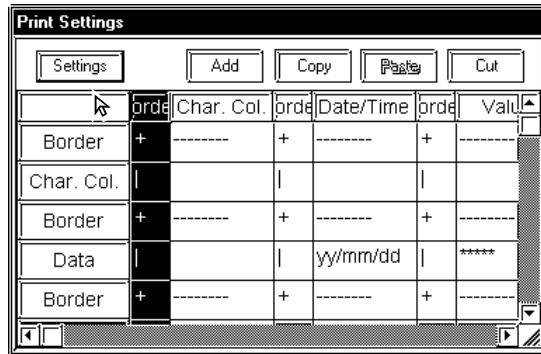 Print Settings
Settings Add Copy Paste Cut
orde Char. Col. orde Date/Time orde Valu
Border + -------- + -------- + --------
Char. Col. | | |
Border + -------- + -------- + --------
Data | | yy/mm/dd | *****
Border + -------- + -------- + --------